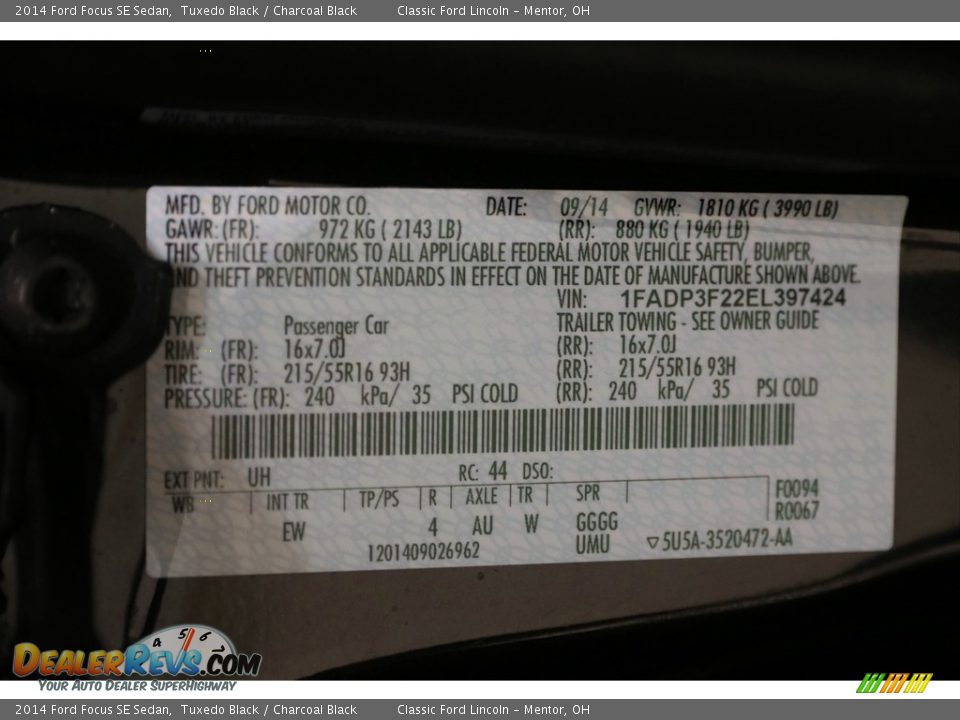 2014 Ford Focus SE Sedan, Tuxedo Black / Charcoal Black Classic Ford Lincoln - Mentor, OH
MFD. BY FORD MOTOR CO. DATE: 09/14 GVWR: 1810 KG ( 3990 LB)
GAWR: (FR): 972 KG ( 2143 LB) (RR): 880 KG ( 1940 LB)
THIS VEHICLE CONFORMS TO ALL APPLICABLE FEDERAL MOTOR VEHICLE SAFETY, BUMPER,
AND THEFT PREVENTION STANDARDS IN EFFECT ON THE DATE OF MANUFACTURE SHOWN ABOVE.
VIN: 1FADP3F22EL397424
TYPE: Passenger Car TRAILER TOWING - SEE OWNER GUIDE
RIM: (FR): 16x7.0J (RR): 16x7.0J
TIRE: (FR): 215/55R16 93H (RR): 215/55R16 93H
PRESSURE: (FR): 240 kPa/ 35 PSI COLD (RR): 240 kPa/ 35 PSI COLD
EXT PNT: UH RC: 44 DSO:
WB INT TR TP/PS R AXLE TR SPR F0094
R0067
EW 4 AU W GGGG
1201409026962 UMU ▽5U5A-3520472-AA
4 5 6
DealerRevs.com
Your Auto Dealer SuperHighway
2014 Ford Focus SE Sedan, Tuxedo Black / Charcoal Black Classic Ford Lincoln - Mentor, OH